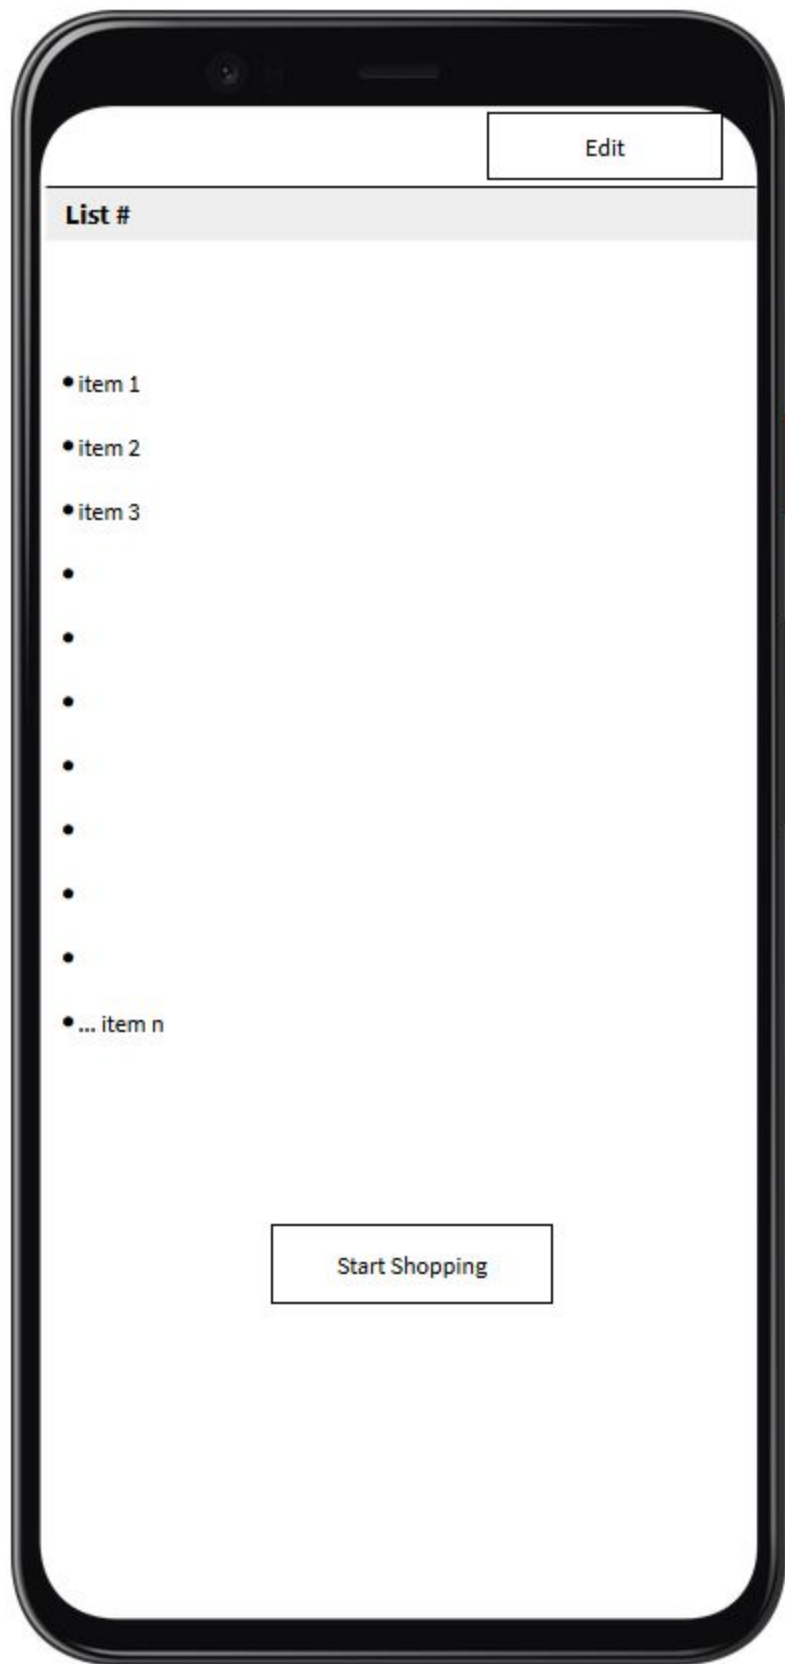 Edit
List #
• item 1
• item 2
• item 3
•
•
•
•
•
•
•
• ... item n
Start Shopping